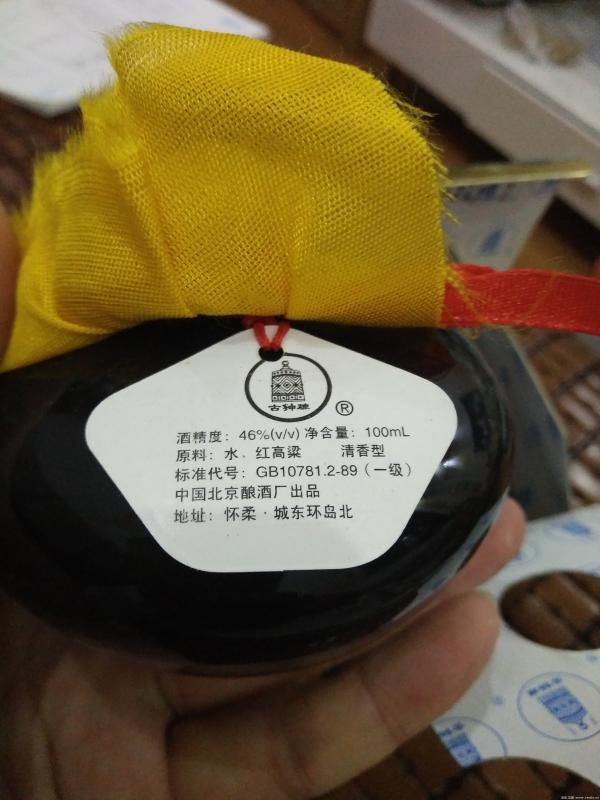 古钟牌
®
酒精度：46%(v/v) 净含量：100mL
原料：水、红高粱 清香型
标准代号：GB10781.2-89（一级）
中国北京酿酒厂出品
地址：怀柔·城东环岛北